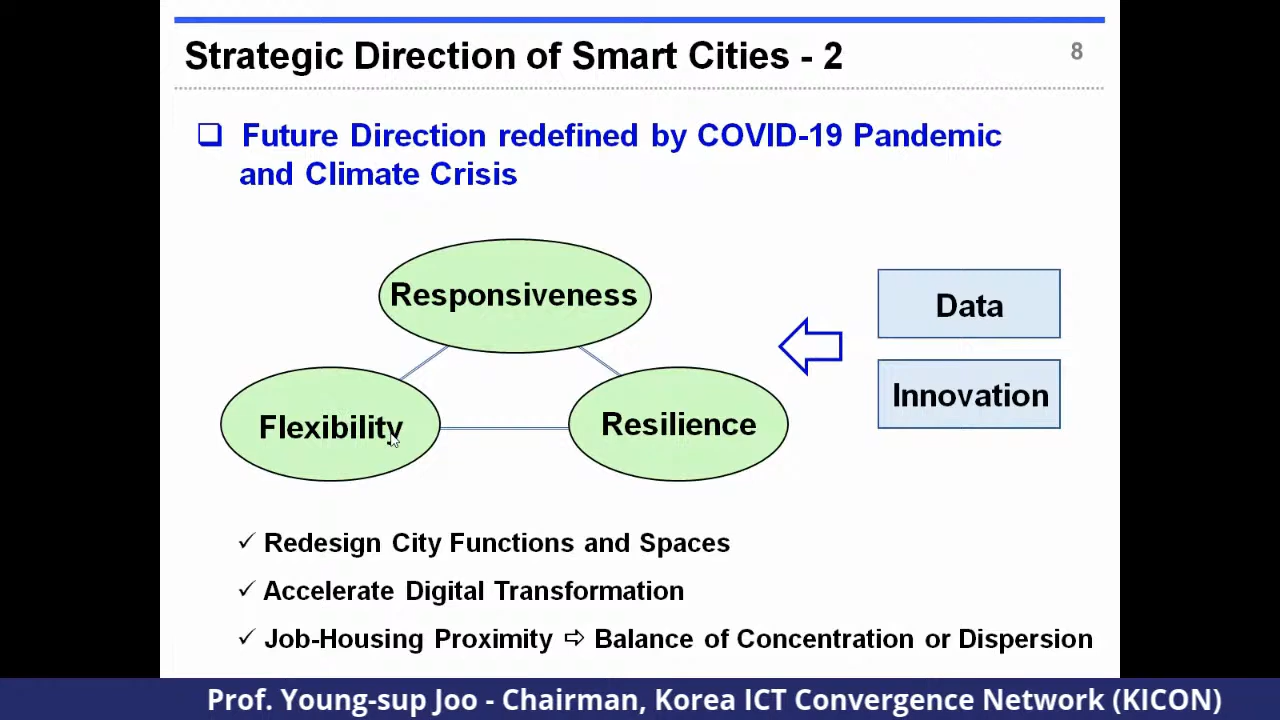 Strategic Direction of Smart Cities - 2
8
❑ Future Direction redefined by COVID-19 Pandemic
and Climate Crisis
Responsiveness
Flexibility
Resilience
Data
Innovation
✓ Redesign City Functions and Spaces
✓ Accelerate Digital Transformation
✓ Job-Housing Proximity ⇨ Balance of Concentration or Dispersion
Prof. Young-sup Joo - Chairman, Korea ICT Convergence Network (KICON)